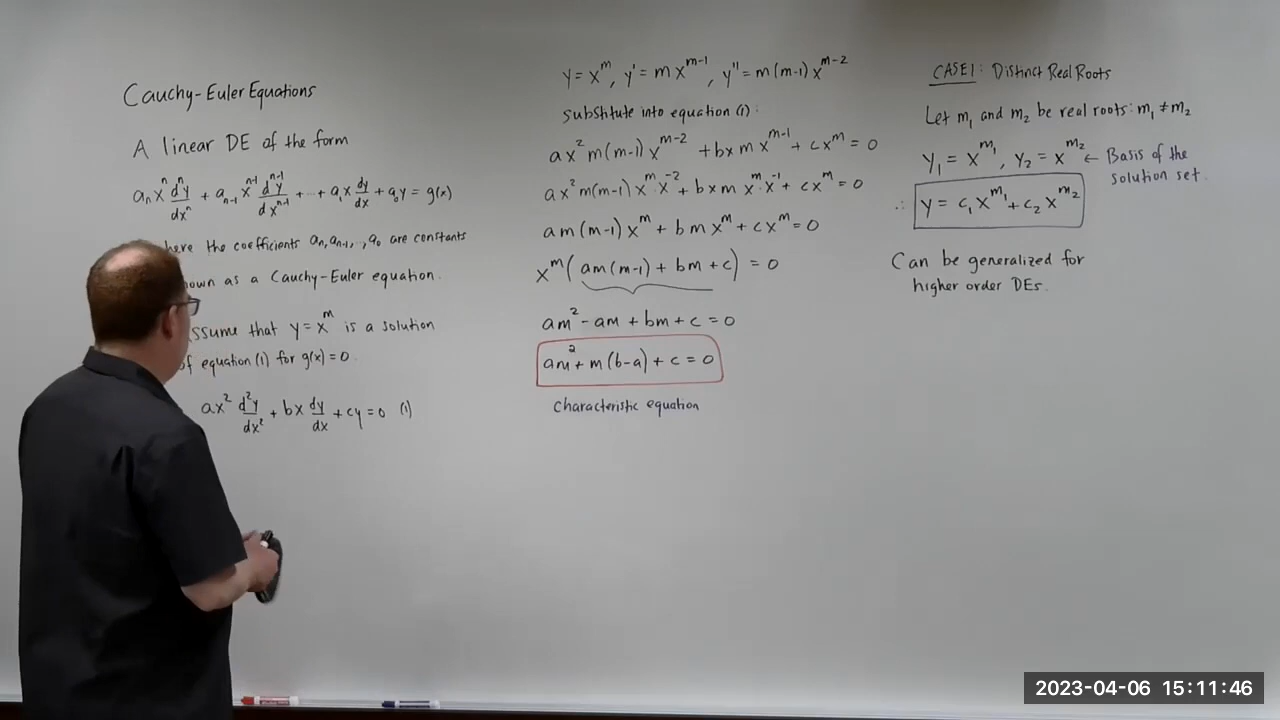 Cauchy-Euler Equations
A linear DE of the form
aₙxⁿ dⁿy/dxⁿ + aₙ₋₁xⁿ⁻¹ dⁿ⁻¹y/dxⁿ⁻¹ + ... + a₁x dy/dx + a₀y = g(x)
here the coefficients aₙ, aₙ₋₁, ..., a₀ are constants
nown as a Cauchy-Euler equation.
ssume that y = xᵐ is a solution
of equation (1) for g(x) = 0.
ax² d²y/dx² + bx dy/dx + cy = 0 (1)
y = xᵐ, y' = mxᵐ⁻¹, y'' = m(m-1)xᵐ⁻²
substitute into equation (1):
ax²m(m-1)xᵐ⁻² + bxmxᵐ⁻¹ + cxᵐ = 0
ax²m(m-1)xᵐ·x⁻² + bxm xᵐ·x⁻¹ + cxᵐ = 0
am(m-1)xᵐ + bmxᵐ + cxᵐ = 0
xᵐ(am(m-1) + bm + c) = 0
am² - am + bm + c = 0
am² + m(b-a) + c = 0
characteristic equation
CASE 1: Distinct Real Roots
Let m₁ and m₂ be real roots: m₁ ≠ m₂
y₁ = x^m₁, y₂ = x^m₂ ← Basis of the
solution set.
∴ y = c₁x^m₁ + c₂x^m₂
Can be generalized for
higher order DEs.
2023-04-06 15:11:46